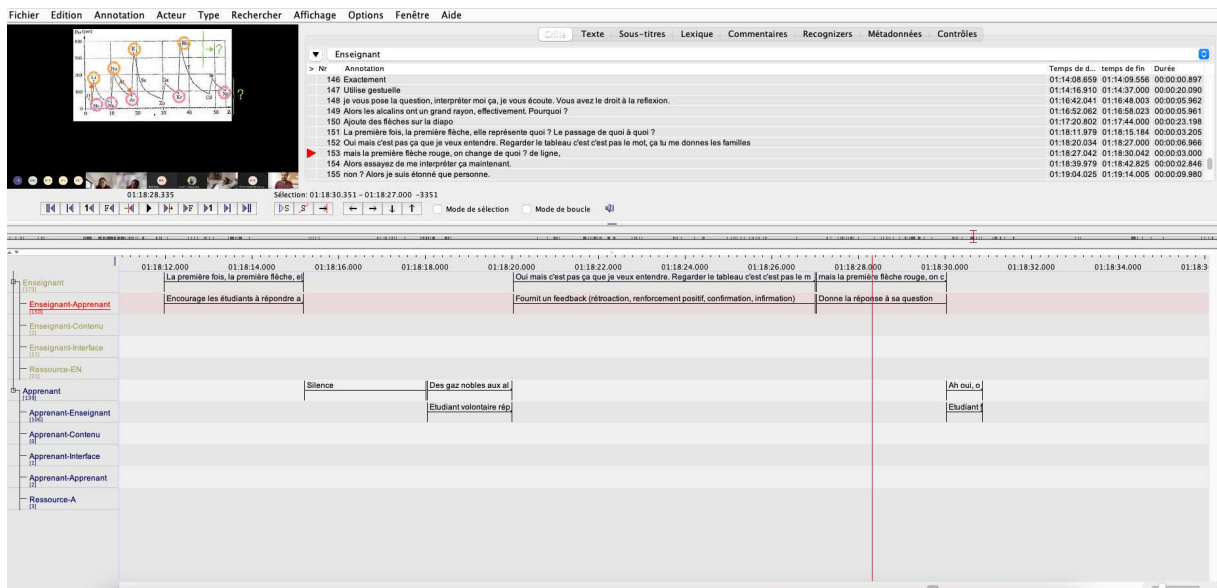 Fichier Edition Annotation Acteur Type Rechercher Affichage Options Fenêtre Aide
Grille Texte Sous-titres Lexique Commentaires Recognizers Métadonnées Contrôles
Enseignant
> Nr Annotation Temps de d... temps de fin Durée
146 Exactement 01:14:08.659 01:14:09.556 00:00:00.897
147 Utilise gestuelle 01:14:16.910 01:14:37.000 00:00:20.090
148 je vous pose la question, interpréter moi ça, je vous écoute. Vous avez le droit à la reflexion. 01:16:42.041 01:16:48.003 00:00:05.962
149 Alors les alcalins ont un grand rayon, effectivement. Pourquoi ? 01:16:52.062 01:16:58.023 00:00:05.961
150 Ajoute des flèches sur la diapo 01:17:20.802 01:17:44.000 00:00:23.198
151 La première fois, la première flèche, elle représente quoi ? Le passage de quoi à quoi ? 01:18:11.979 01:18:15.184 00:00:03.205
152 Oui mais c'est pas ça que je veux entendre. Regarder le tableau c'est c'est pas le mot, ça tu me donnes les familles 01:18:20.034 01:18:27.000 00:00:06.966
153 mais la première flèche rouge, on change de quoi ? de ligne, 01:18:27.042 01:18:30.042 00:00:03.000
154 Alors essayez de me interpréter ça maintenant. 01:18:39.979 01:18:42.825 00:00:02.846
155 non ? Alors je suis étonné que personne. 01:19:04.025 01:19:14.005 00:00:09.980
01:18:28.335 Sélection: 01:18:30.351 - 01:18:27.000 -3351
Mode de sélection Mode de boucle
01:18:12.000 01:18:14.000 01:18:16.000 01:18:18.000 01:18:20.000 01:18:22.000 01:18:24.000 01:18:26.000 01:18:28.000 01:18:30.000 01:18:32.000 01:18:34.000 01:18:3
Enseignant
[172]
La première fois, la première flèche, el
Oui mais c'est pas ça que je veux entendre. Regarder le tableau c'est c'est pas le m
mais la première flèche rouge, on c
Enseignant-Apprenant
[150]
Encourage les étudiants à répondre a
Fournit un feedback (rétroaction, renforcement positif, confirmation, infirmation)
Donne la réponse à sa question
Enseignant-Contenu
[2]
Enseignant-Interface
[11]
Ressource-EN
[21]
Apprenant
[139]
Silence
Des gaz nobles aux al
Ah oui, o
Apprenant-Enseignant
[106]
Etudiant volontaire rép
Etudiant f
Apprenant-Contenu
[0]
Apprenant-Interface
[1]
Apprenant-Apprenant
[2]
Ressource-A
[3]